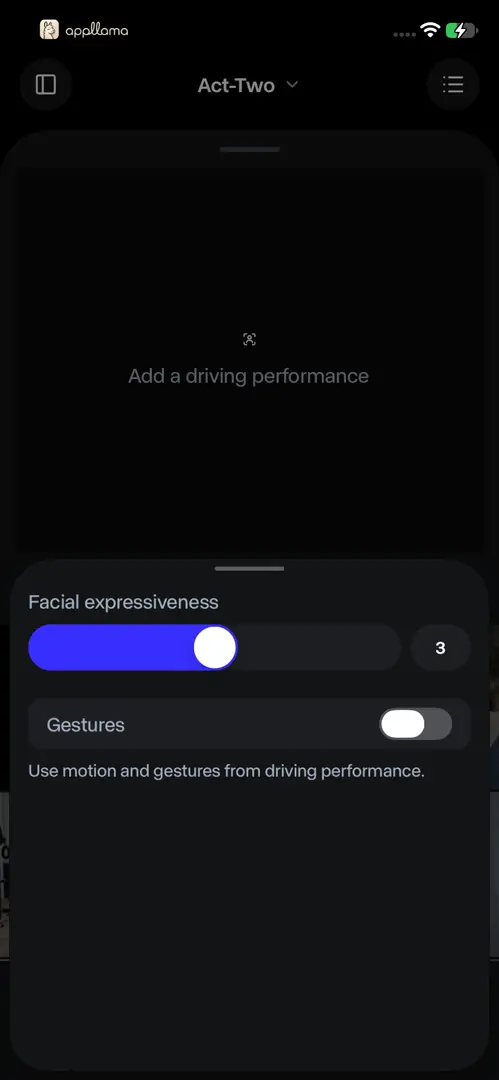 appllama
Act-Two
Add a driving performance
Facial expressiveness
3
Gestures
Use motion and gestures from driving performance.